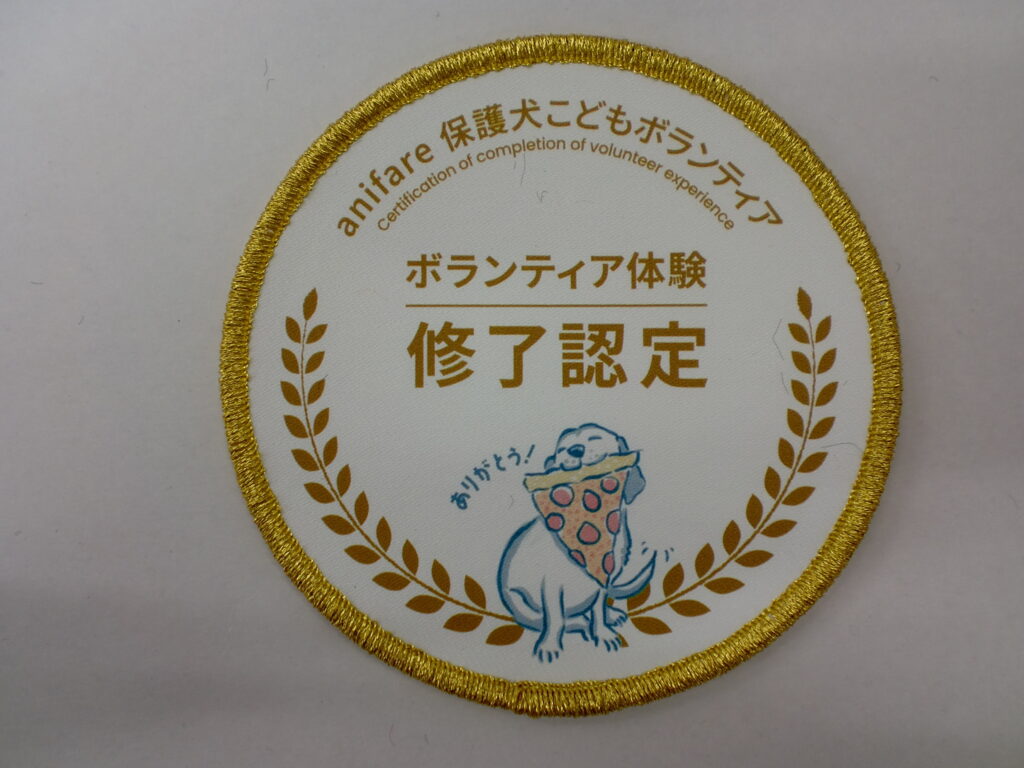 anifare 保護犬こどもボランティア
Certification of completion of volunteer experience
ボランティア体験
修了認定
ありがとう!